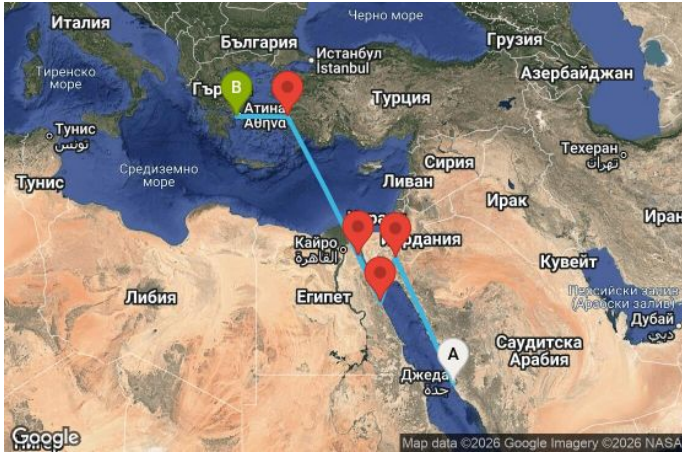 Черно море
Италия
България
Грузия
Истанбул
İstanbul
Тиренско
море
Азербайджан
B
Гър
Турция
Атина
Αθήνα
Тунис
تونس
Техеран
تهران
Средиземно
море
Сирия
Тунис
Ливан
Ирак
Иран
Кайро
القاهرة
рдания
Кувейт
Персийски залив
(Арабски залив)
Либия
Египет
Дубай
دبي
Саудитска
Арабия
A
Джеда
جدة
Google
Map data ©2026 Google Imagery ©2026 NASA